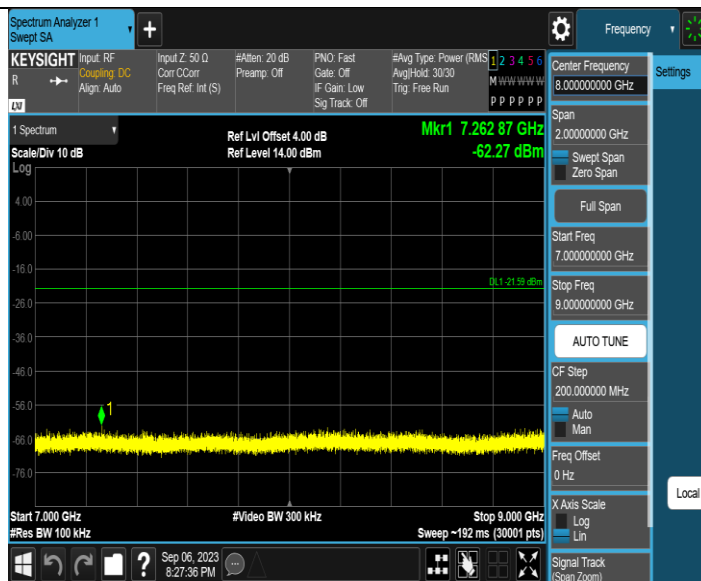 Spectrum Analyzer 1
Swept SA
+
Frequency
KEYSIGHT
R
LXI
Input: RF
Coupling: DC
Align: Auto
Input Z: 50 Ω
Corr CCorr
Freq Ref: Int (S)
#Atten: 20 dB
Preamp: Off
PNO: Fast
Gate: Off
IF Gain: Low
Sig Track: Off
#Avg Type: Power (RMS
Avg|Hold: 30/30
Trig: Free Run
1 2 3 4 5 6
M W W W W W
P P P P P P
1 Spectrum
Scale/Div 10 dB
Log
Ref Lvl Offset 4.00 dB
Ref Level 14.00 dBm
Mkr1 7.262 87 GHz
-62.27 dBm
4.00
-6.00
-16.0
DL1 -21.59 dBm
-26.0
-36.0
-46.0
-56.0
1
-66.0
-76.0
Start 7.000 GHz
#Video BW 300 kHz
Stop 9.000 GHz
#Res BW 100 kHz
Sweep ~192 ms (30001 pts)
?
Sep 06, 2023
8:27:36 PM
Center Frequency
8.000000000 GHz
Span
2.00000000 GHz
Swept Span
Zero Span
Full Span
Start Freq
7.000000000 GHz
Stop Freq
9.000000000 GHz
AUTO TUNE
CF Step
200.000000 MHz
Auto
Man
Freq Offset
0 Hz
X Axis Scale
Log
Lin
Signal Track
(Span Zoom)
Settings
Local